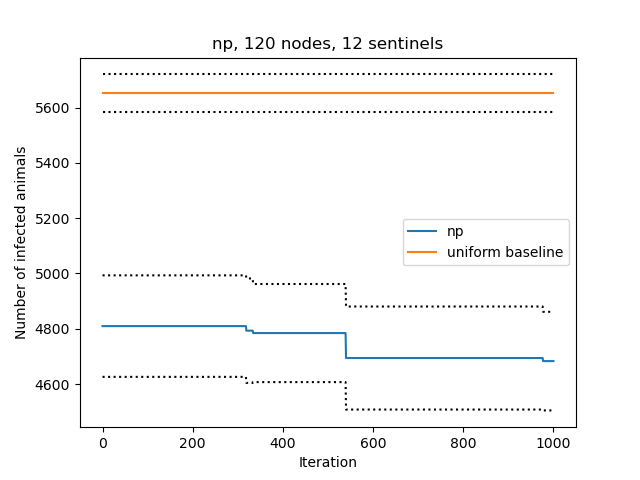 np, 120 nodes, 12 sentinels
Number of infected animals
5600
5400
5200
5000
4800
4600
np
uniform baseline
0
200
400
600
800
1000
Iteration